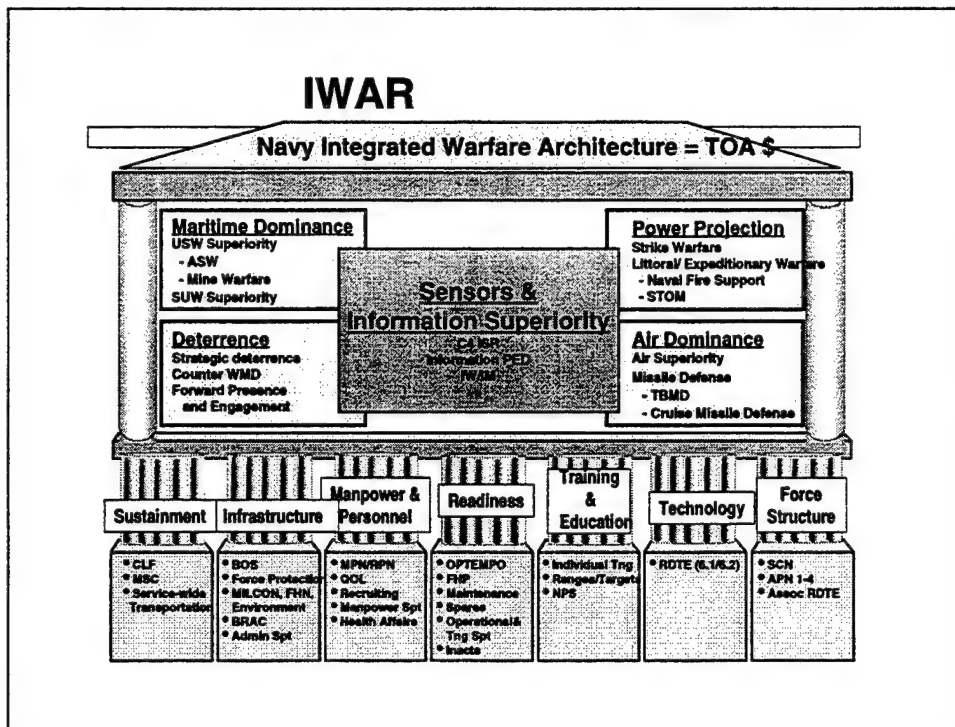 IWAR
Navy Integrated Warfare Architecture = TOA $
Maritime Dominance
USW Superiority
- ASW
- Mine Warfare
SUW Superiority
Power Projection
Strike Warfare
Littoral/ Expeditionary Warfare
- Naval Fire Support
- STOM
Sensors &
Information Superiority
C4 ISR
Information PED
Deterrence
Strategic deterrence
Counter WMD
Forward Presence
and Engagement
Air Dominance
Air Superiority
Missile Defense
- TBMD
- Cruise Missile Defense
Sustainment
• CLF
• MSC
• Service-wide
Transportation
Infrastructure
• BOS
• Force Protection
• MILCON, FHN,
Environment
• BRAC
• Admin Spt
Manpower &
Personnel
• MPN/RPN
• QOL
• Recruiting
• Manpower Spt
• Health Affairs
Readiness
• OPTEMPO
• FHP
• Maintenance
• Spares
• Operational&
Tng Spt
• Inacts
Training
&
Education
• Individual Tng
• Ranges/Targets
• NPS
Technology
• RDTE (6.1/6.2)
Force
Structure
• SCN
• APN 1-4
• Assoc RDTE